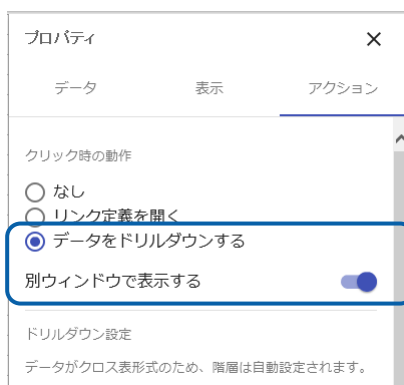 プロパティ
データ 表示 アクション
クリック時の動作
なし
リンク定義を開く
データをドリルダウンする
別ウィンドウで表示する
ドリルダウン設定
データがクロス表形式のため、階層は自動設定されます。